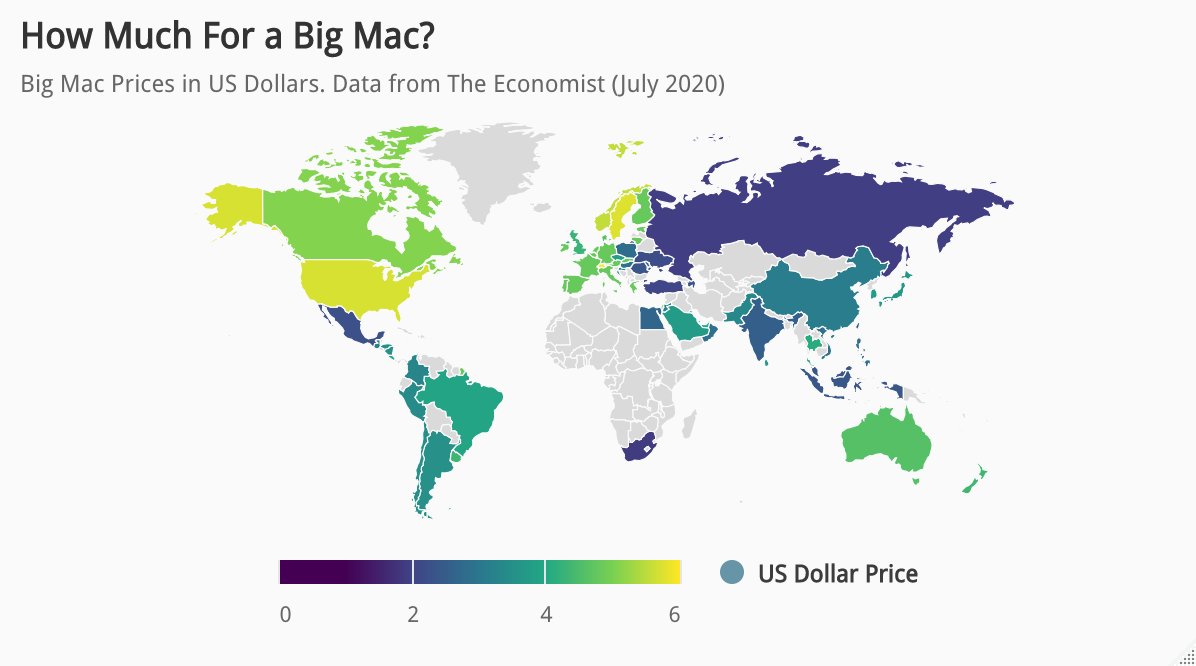 How Much For a Big Mac?
Big Mac Prices in US Dollars. Data from The Economist (July 2020)
0 2 4 6
US Dollar Price